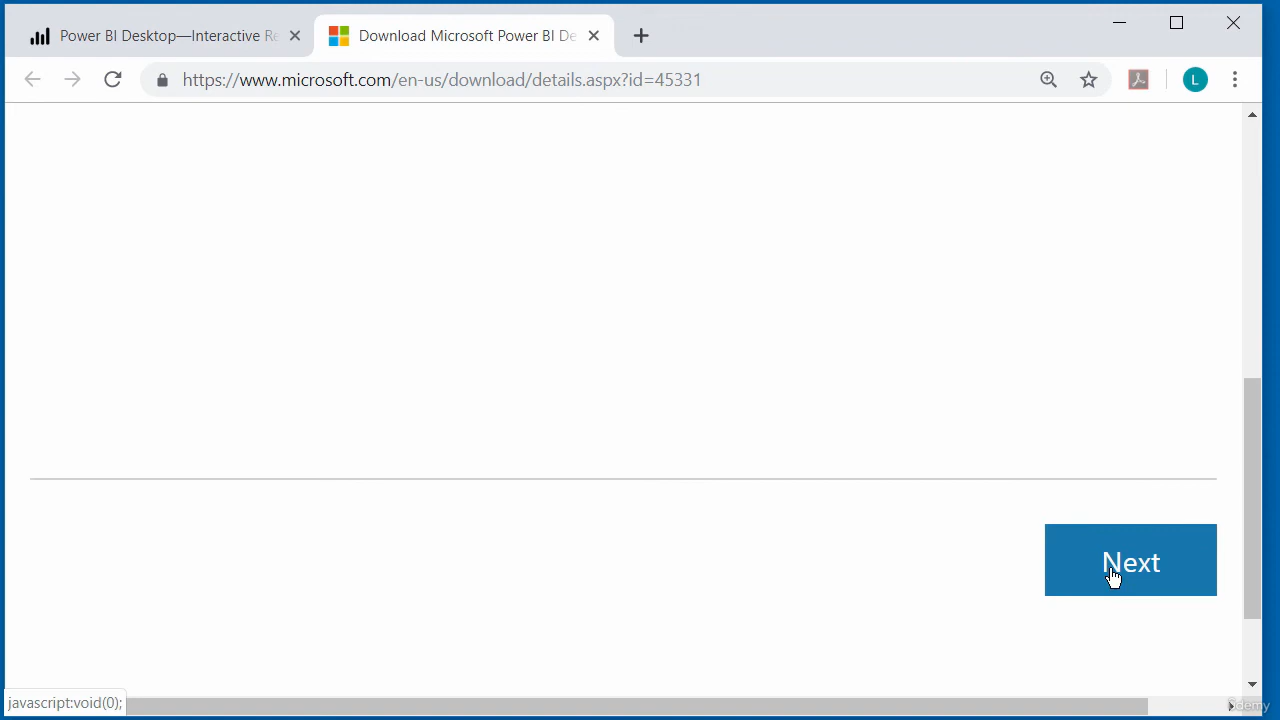 Power BI Desktop—Interactive Re
Download Microsoft Power BI De
https://www.microsoft.com/en-us/download/details.aspx?id=45331
L
Next
javascript:void(0);
Udemy